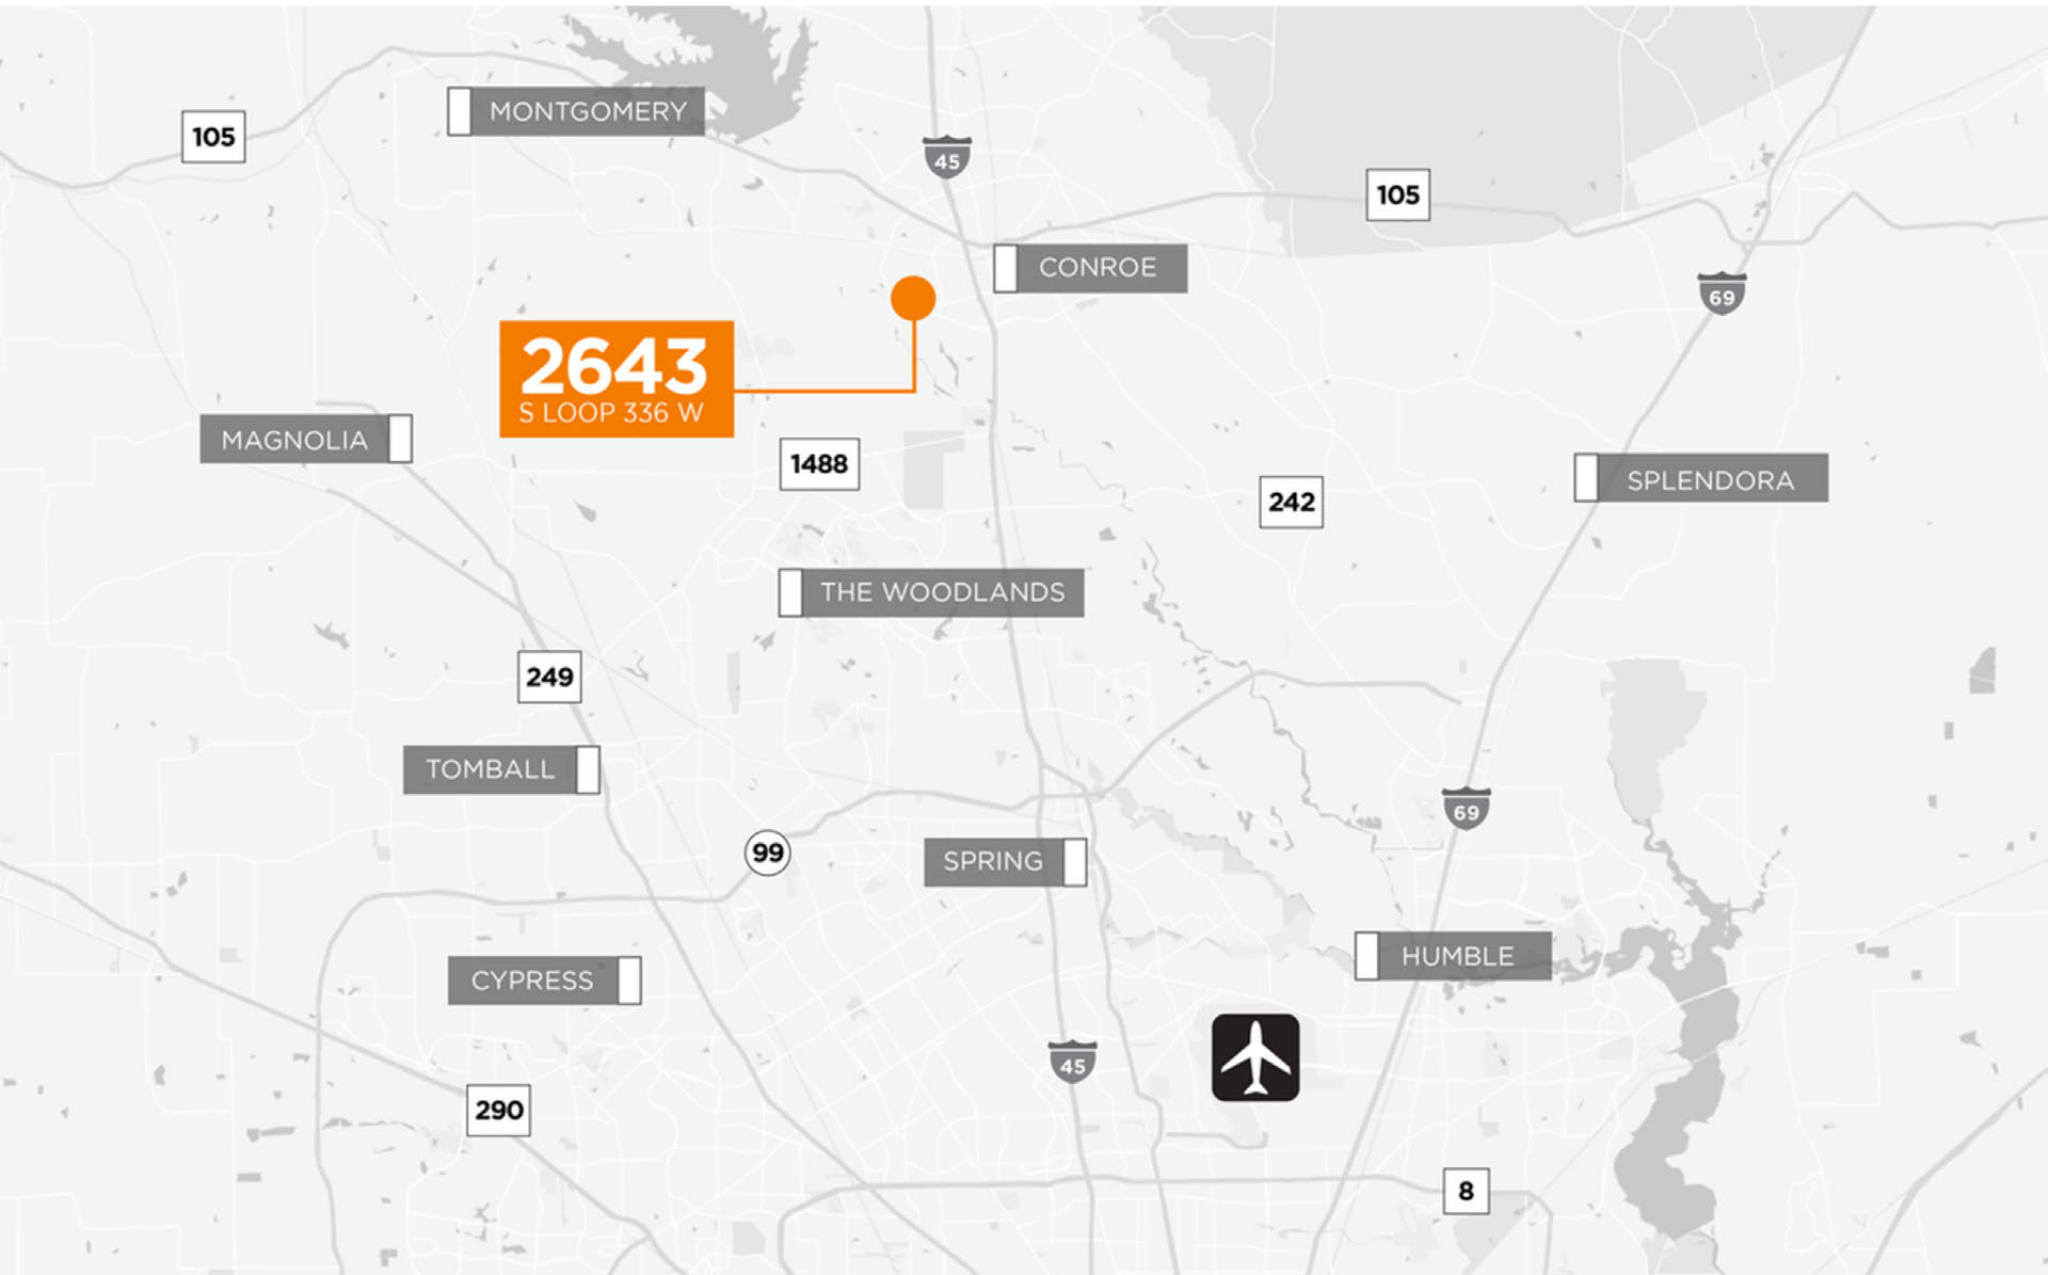 MONTGOMERY
105
45
105
CONROE
69
2643
S LOOP 336 W
MAGNOLIA
1488
SPLENDORA
242
THE WOODLANDS
249
TOMBALL
69
99
SPRING
HUMBLE
CYPRESS
45
290
8